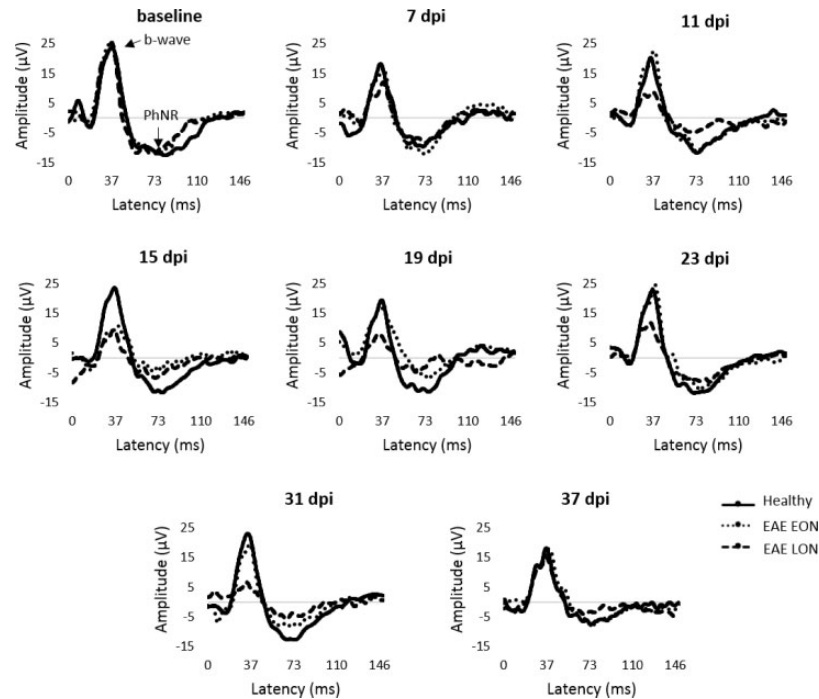 baseline
25
15
5
-5
-15
Amplitude (µV)
b-wave
PhNR
0 37 73 110 146
Latency (ms)
7 dpi
25
15
5
-5
-15
Amplitude (µV)
0 37 73 110 146
Latency (ms)
11 dpi
25
15
5
-5
-15
Amplitude (µV)
0 37 73 110 146
Latency (ms)
15 dpi
25
15
5
-5
-15
Amplitude (µV)
0 37 73 110 146
Latency (ms)
19 dpi
25
15
5
-5
-15
Amplitude (µV)
0 37 73 110 146
Latency (ms)
23 dpi
25
15
5
-5
-15
Amplitude (µV)
0 37 73 110 146
Latency (ms)
31 dpi
25
15
5
-5
-15
Amplitude (µV)
0 37 73 110 146
Latency (ms)
37 dpi
25
15
5
-5
-15
Amplitude (µV)
0 37 73 110 146
Latency (ms)
Healthy
EAE EON
EAE LON